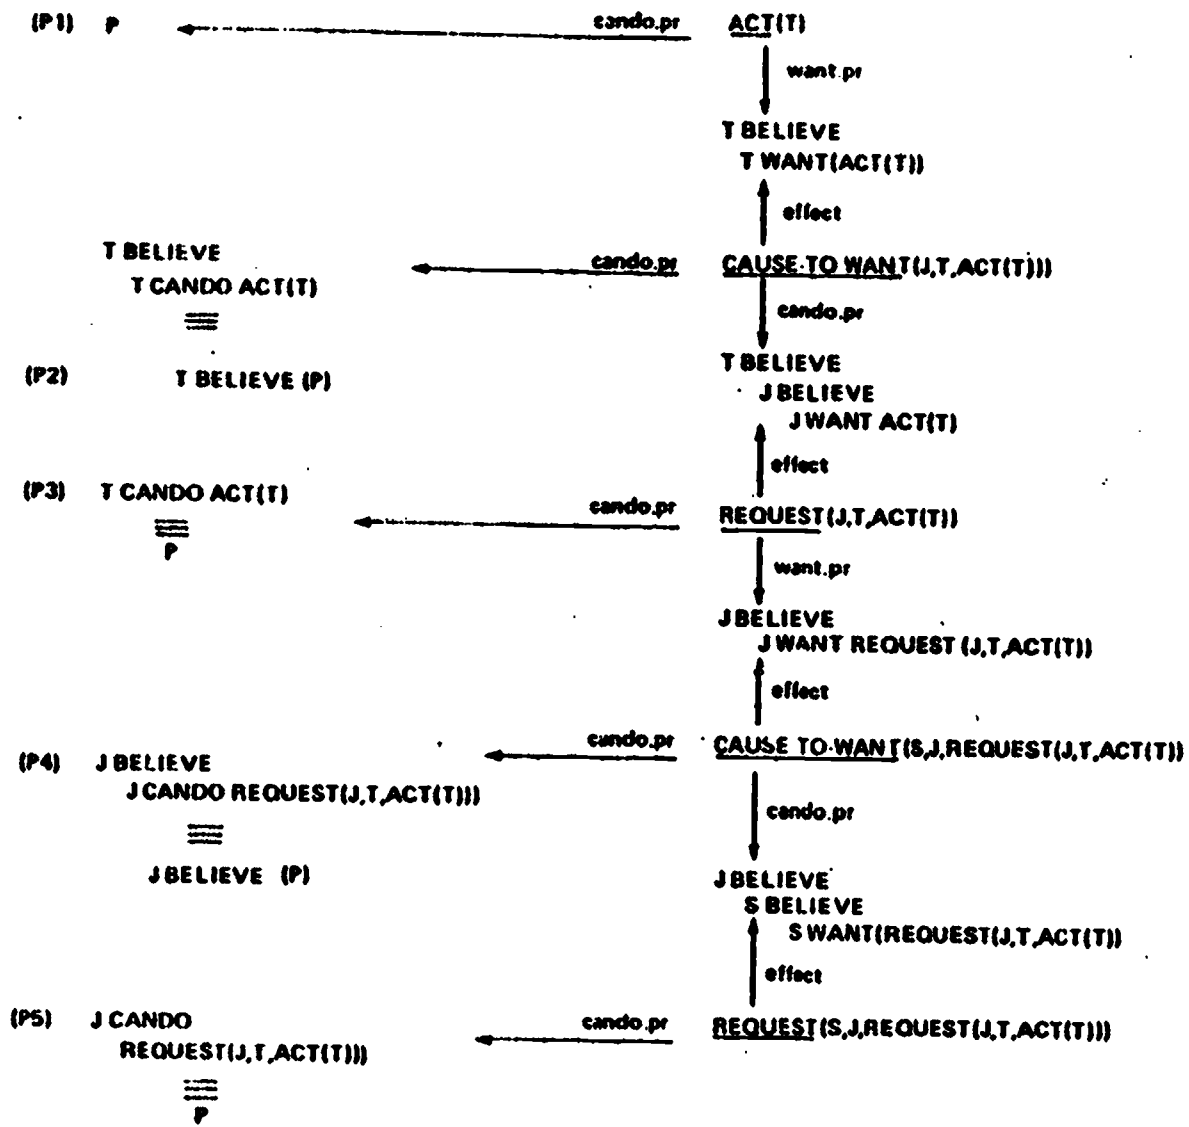 (P1) P cando.pr ACT(T)
want.pr
T BELIEVE
T WANT(ACT(T))
effect
T BELIEVE cando.pr CAUSE-TO WANT(J,T,ACT(T)))
T CANDO ACT(T)
≡ cando.pr
(P2) T BELIEVE (P) T BELIEVE
J BELIEVE
J WANT ACT(T)
effect
(P3) T CANDO ACT(T) cando.pr REQUEST(J,T,ACT(T))
≡
P
want.pr
J BELIEVE
J WANT REQUEST (J,T,ACT(T))
effect
(P4) J BELIEVE cando.pr CAUSE TO-WANT(S,J,REQUEST(J,T,ACT(T))
J CANDO REQUEST(J,T,ACT(T)))
≡ cando.pr
J BELIEVE (P) J BELIEVE
S BELIEVE
S WANT(REQUEST(J,T,ACT(T))
effect
(P5) J CANDO cando.pr REQUEST(S,J,REQUEST(J,T,ACT(T)))
REQUEST(J,T,ACT(T)))
≡
P